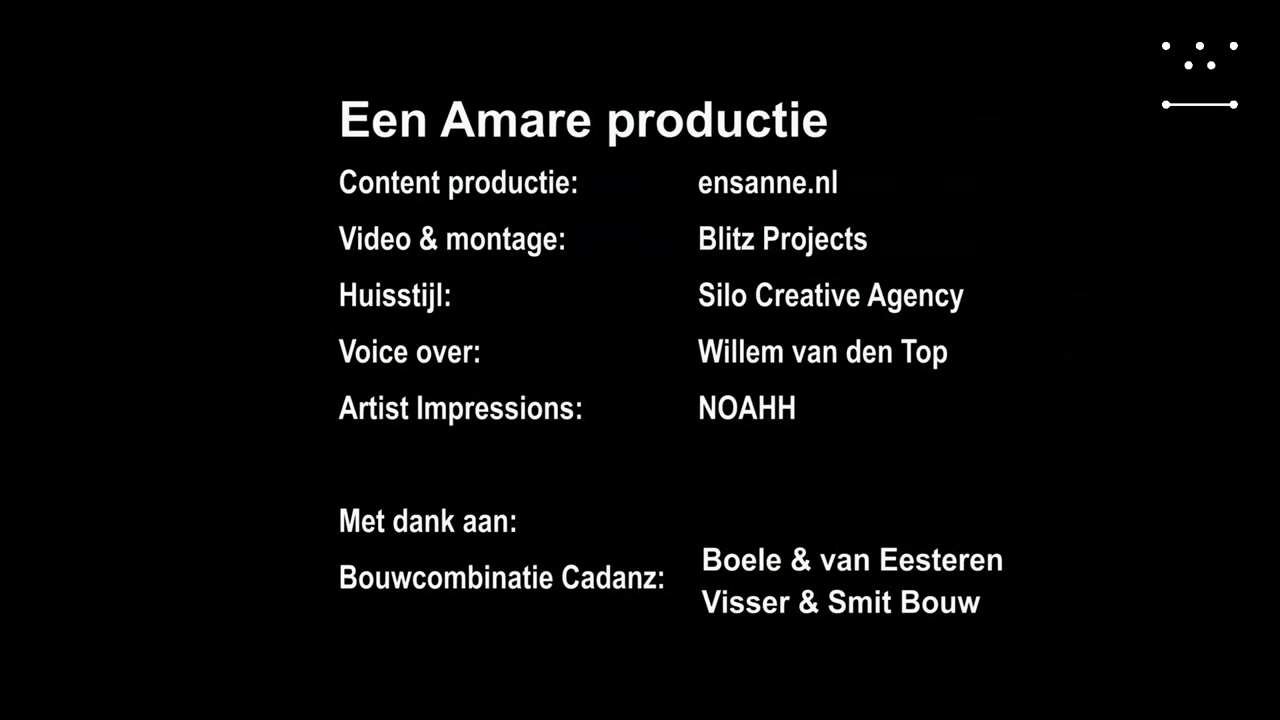 Een Amare productie
Content productie: ensanne.nl
Video & montage: Blitz Projects
Huisstijl: Silo Creative Agency
Voice over: Willem van den Top
Artist Impressions: NOAHH
Met dank aan:
Bouwcombinatie Cadanz: Boele & van Eesteren
Visser & Smit Bouw